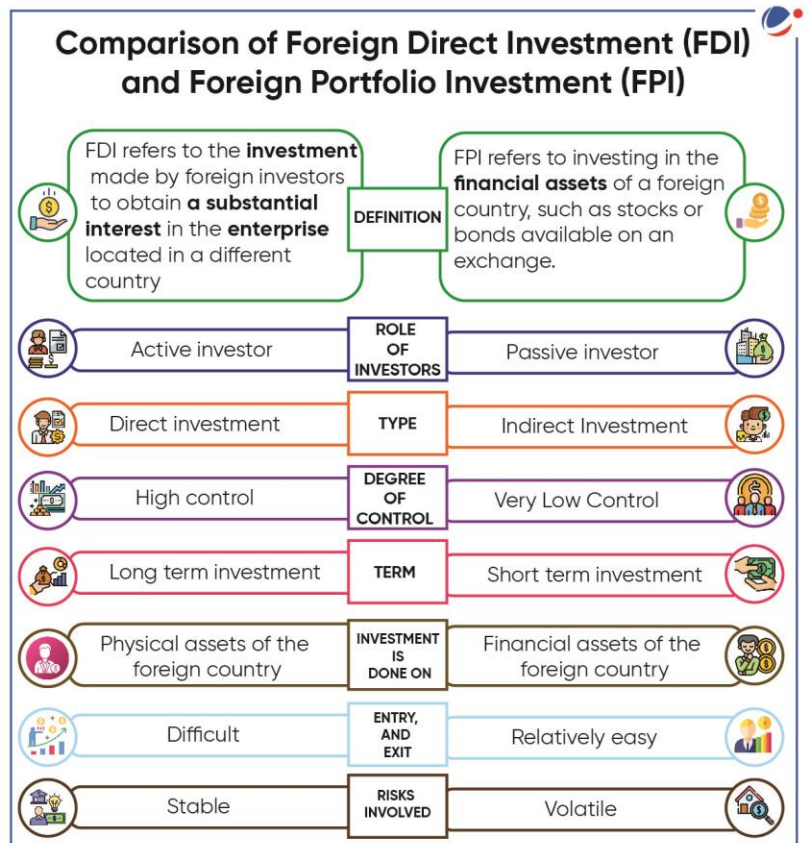 Comparison of Foreign Direct Investment (FDI)
and Foreign Portfolio Investment (FPI)
FDI refers to the investment
made by foreign investors
to obtain a substantial
interest in the enterprise
located in a different
country
DEFINITION
FPI refers to investing in the
financial assets of a foreign
country, such as stocks or
bonds available on an
exchange.
Active investor
ROLE
OF
INVESTORS
Passive investor
Direct investment
TYPE
Indirect Investment
High control
DEGREE
OF
CONTROL
Very Low Control
Long term investment
TERM
Short term investment
Physical assets of the
foreign country
INVESTMENT
IS
DONE ON
Financial assets of the
foreign country
Difficult
ENTRY,
AND
EXIT
Relatively easy
Stable
RISKS
INVOLVED
Volatile